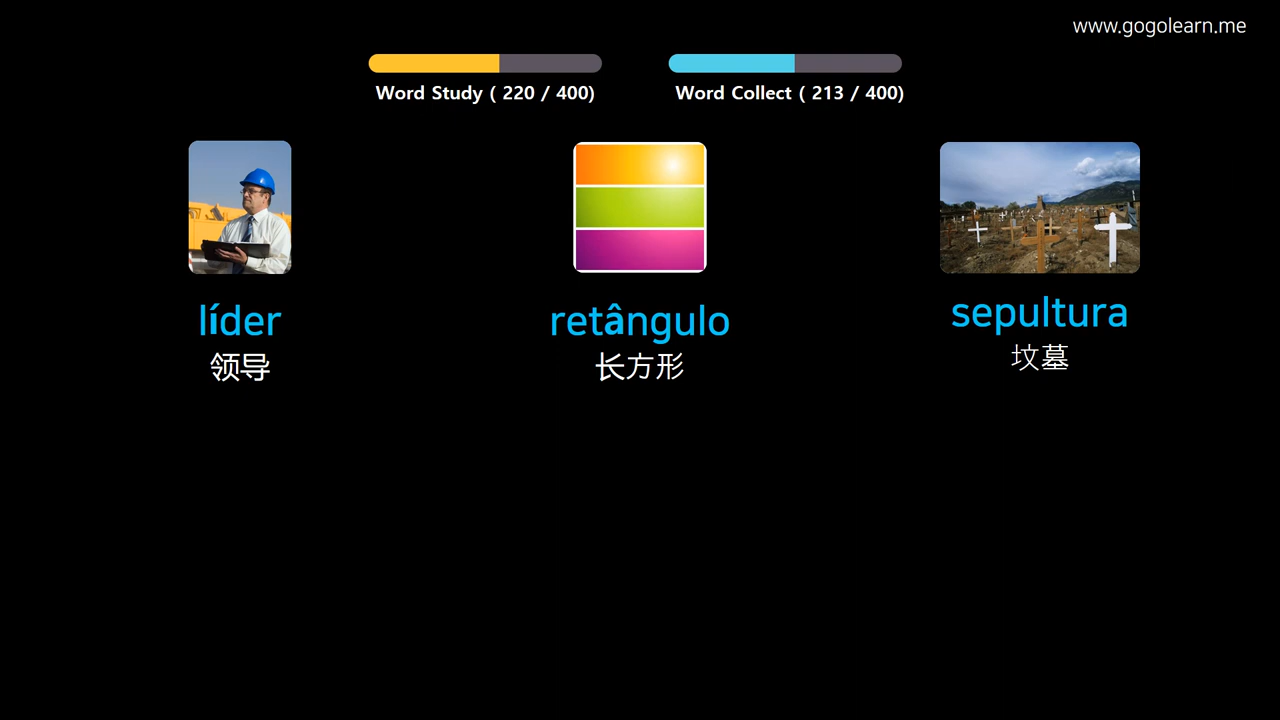 www.gogolearn.me
Word Study ( 220 / 400)
Word Collect ( 213 / 400)
líder
领导
retângulo
长方形
sepultura
坟墓